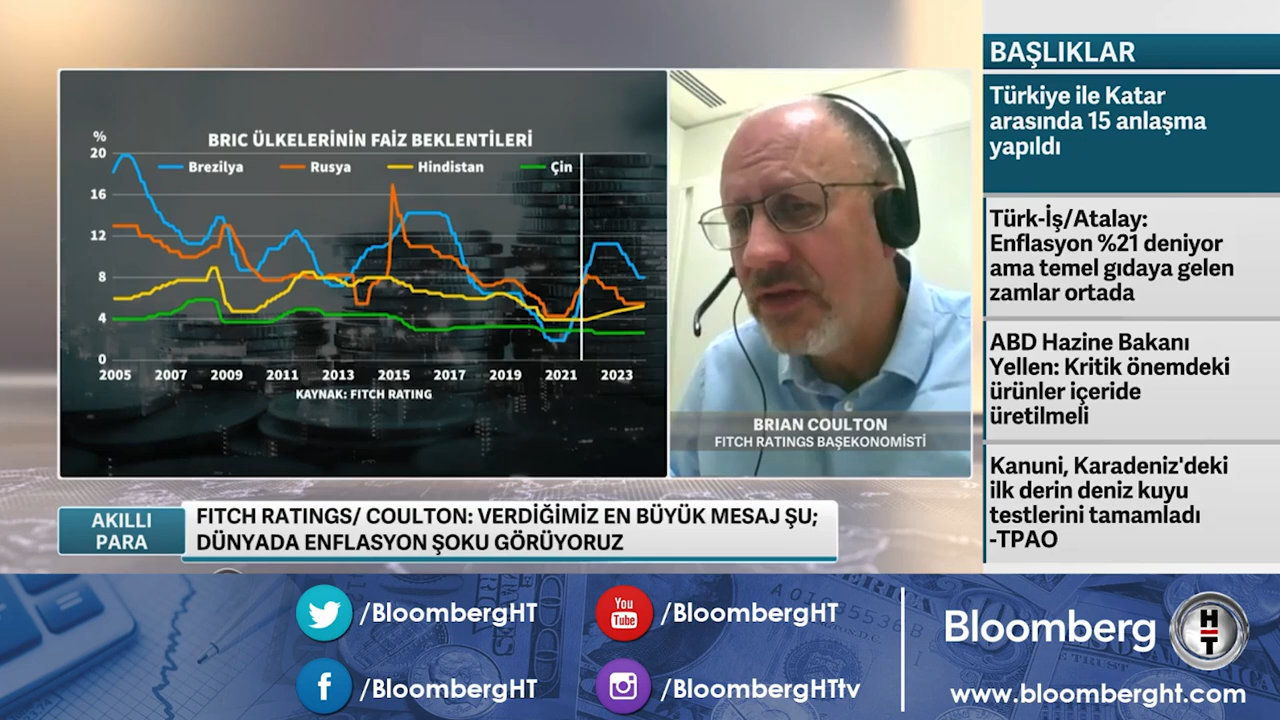 BRIC ÜLKELERİNİN FAİZ BEKLENTİLERİ
%
20
16
12
8
4
0
Brezilya
Rusya
Hindistan
Çin
2005
2007
2009
2011
2013
2015
2017
2019
2021
2023
KAYNAK: FITCH RATING
BRIAN COULTON
FITCH RATINGS BAŞEKONOMİSTİ
AKILLI
PARA
FITCH RATINGS/ COULTON: VERDİĞİMİZ EN BÜYÜK MESAJ ŞU;
DÜNYADA ENFLASYON ŞOKU GÖRÜYORUZ
BAŞLIKLAR
Türkiye ile Katar
arasında 15 anlaşma
yapıldı
Türk-İş/Atalay:
Enflasyon %21 deniyor
ama temel gıdaya gelen
zamlar ortada
ABD Hazine Bakanı
Yellen: Kritik önemdeki
ürünler içeride
üretilmeli
Kanuni, Karadeniz'deki
ilk derin deniz kuyu
testlerini tamamladı
-TPAO
/BloombergHT
You
Tube
/BloombergHT
f
/BloombergHT
/BloombergHTtv
Bloomberg
H
T
www.bloomberght.com